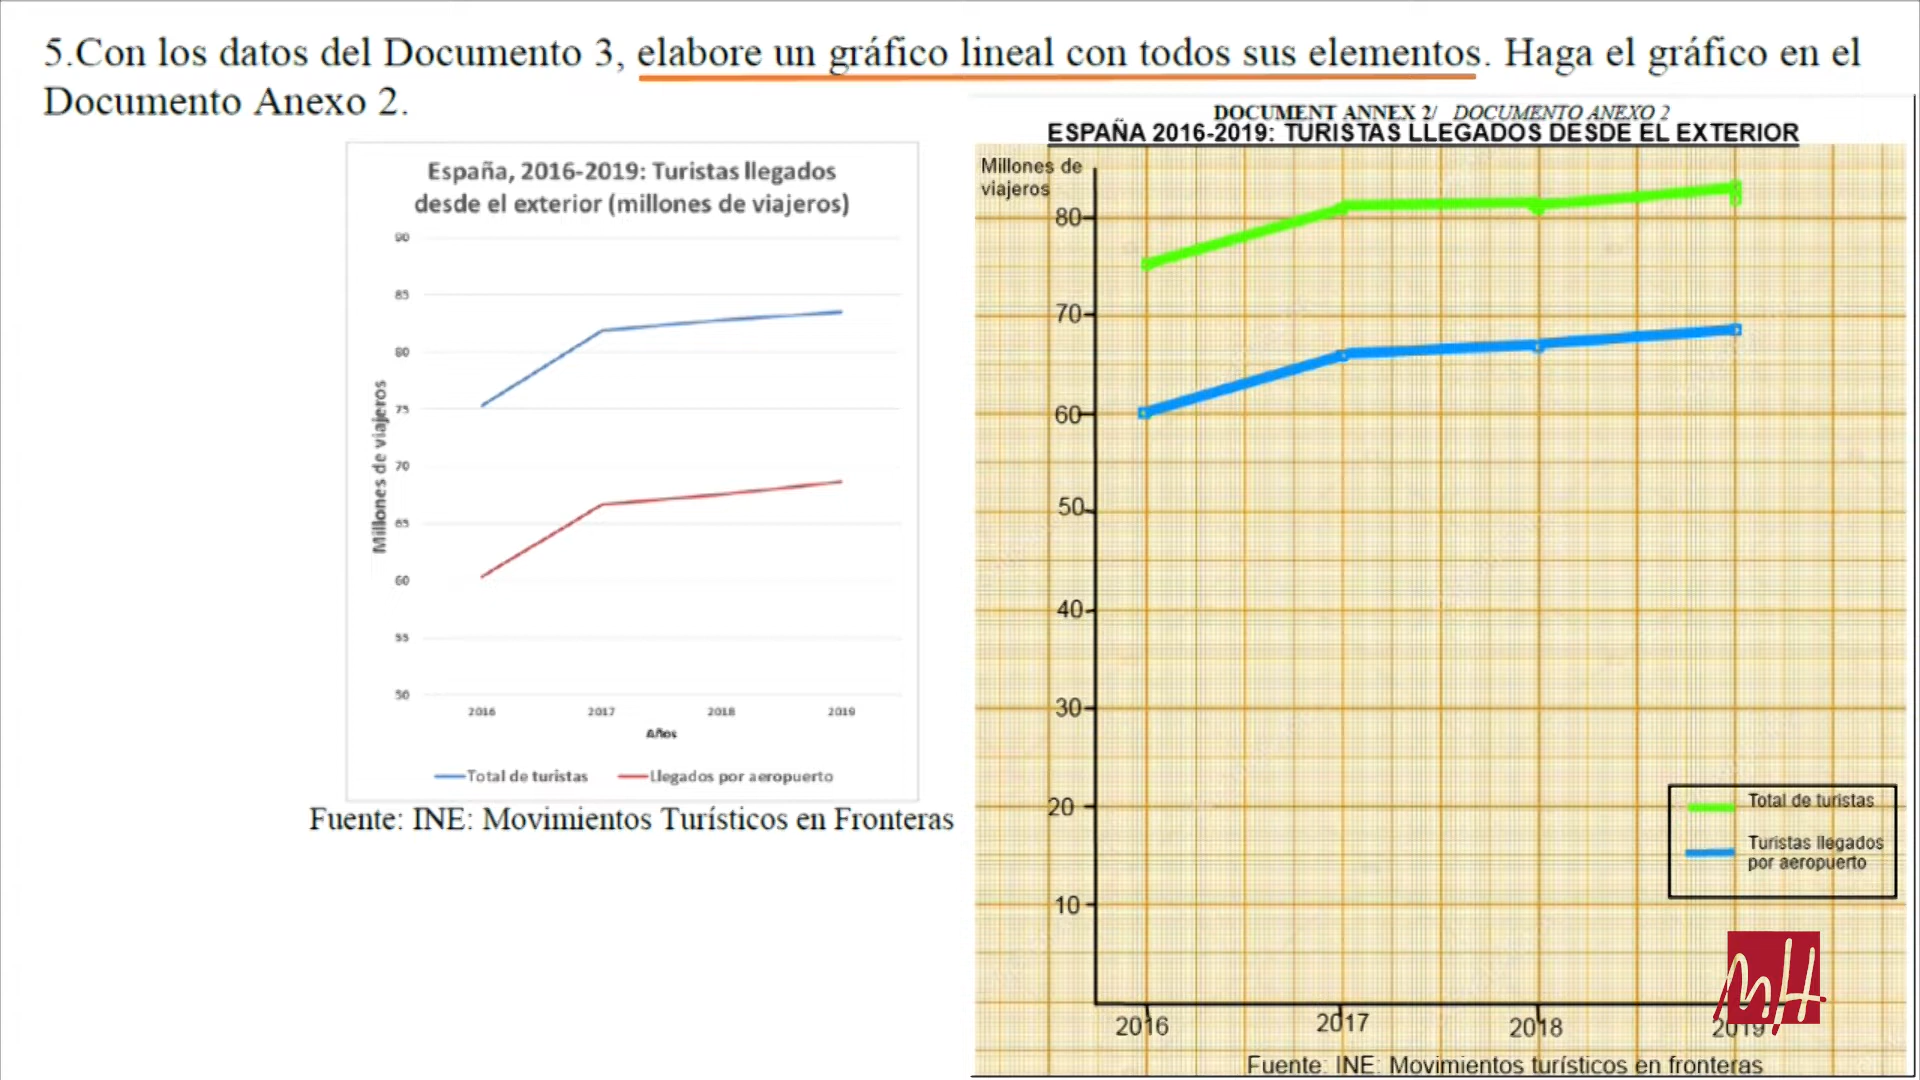 5.Con los datos del Documento 3, elabore un gráfico lineal con todos sus elementos. Haga el gráfico en el
Documento Anexo 2.
España, 2016-2019: Turistas llegados
desde el exterior (millones de viajeros)
Millones de viajeros
90
85
80
75
70
65
60
55
50
2016 2017 2018 2019
Años
Total de turistas Llegados por aeropuerto
Fuente: INE: Movimientos Turísticos en Fronteras
DOCUMENT ANNEX 2/ DOCUMENTO ANEXO 2
ESPAÑA 2016-2019: TURISTAS LLEGADOS DESDE EL EXTERIOR
Millones de
viajeros
80
70
60
50
40
30
20
10
Total de turistas
Turistas llegados
por aeropuerto
2016 2017 2018 2019
Fuente: INE: Movimientos turísticos en fronteras
MH